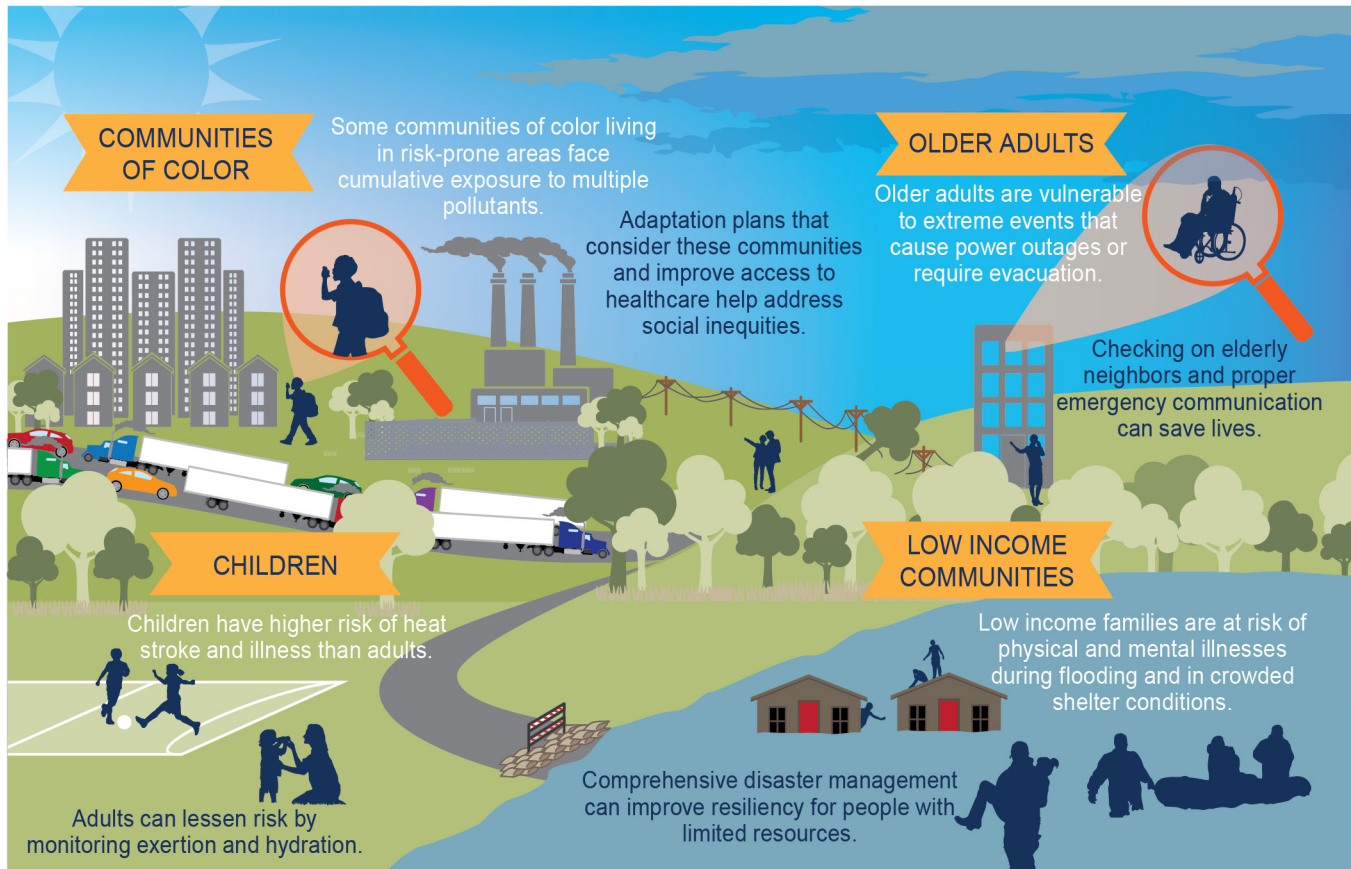 COMMUNITIES
OF COLOR
Some communities of color living
in risk-prone areas face
cumulative exposure to multiple
pollutants.
Adaptation plans that
consider these communities
and improve access to
healthcare help address
social inequities.
OLDER ADULTS
Older adults are vulnerable
to extreme events that
cause power outages or
require evacuation.
Checking on elderly
neighbors and proper
emergency communication
can save lives.
CHILDREN
Children have higher risk of heat
stroke and illness than adults.
Adults can lessen risk by
monitoring exertion and hydration.
LOW INCOME
COMMUNITIES
Low income families are at risk of
physical and mental illnesses
during flooding and in crowded
shelter conditions.
Comprehensive disaster management
can improve resiliency for people with
limited resources.